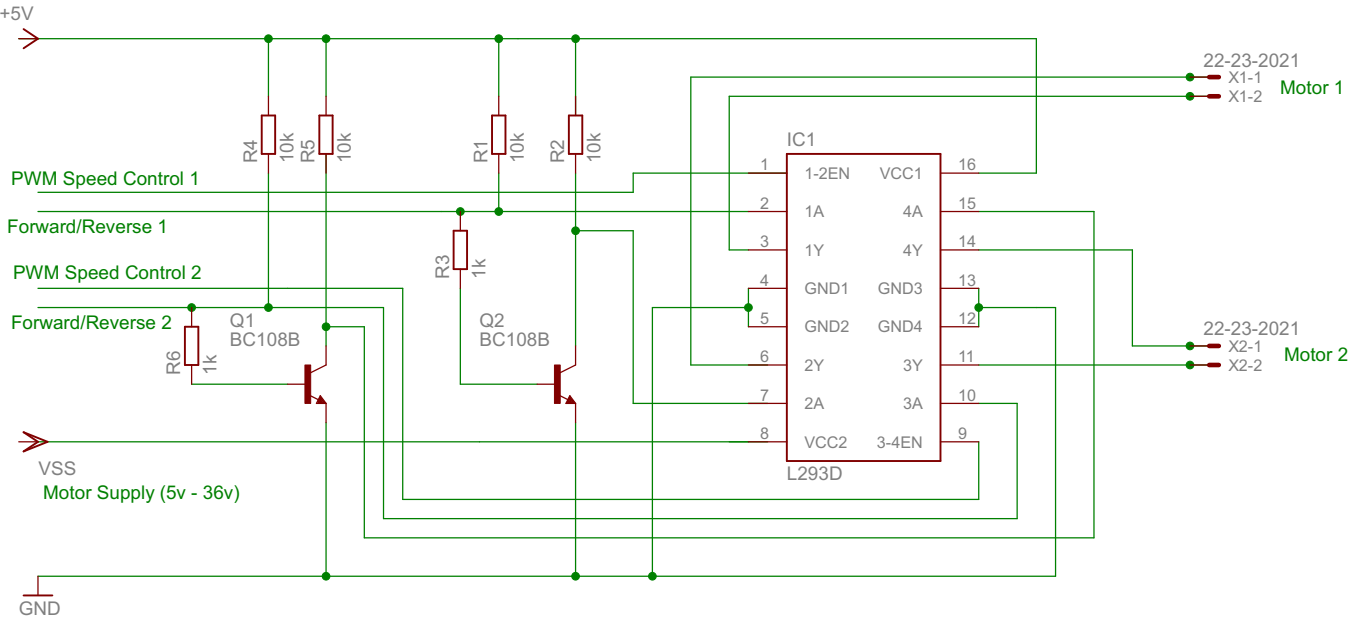 +5V
22-23-2021
X1-1
X1-2
Motor 1
R4
10k
R5
10k
R1
10k
R2
10k
IC1
PWM Speed Control 1
Forward/Reverse 1
PWM Speed Control 2
Forward/Reverse 2
R3
1k
R6
1k
Q1
BC108B
Q2
BC108B
1
1-2EN
VCC1
16
2
1A
4A
15
3
1Y
4Y
14
4
GND1
GND3
13
5
GND2
GND4
12
6
2Y
3Y
11
7
2A
3A
10
8
VCC2
3-4EN
9
L293D
22-23-2021
X2-1
X2-2
Motor 2
VSS
Motor Supply (5v - 36v)
GND